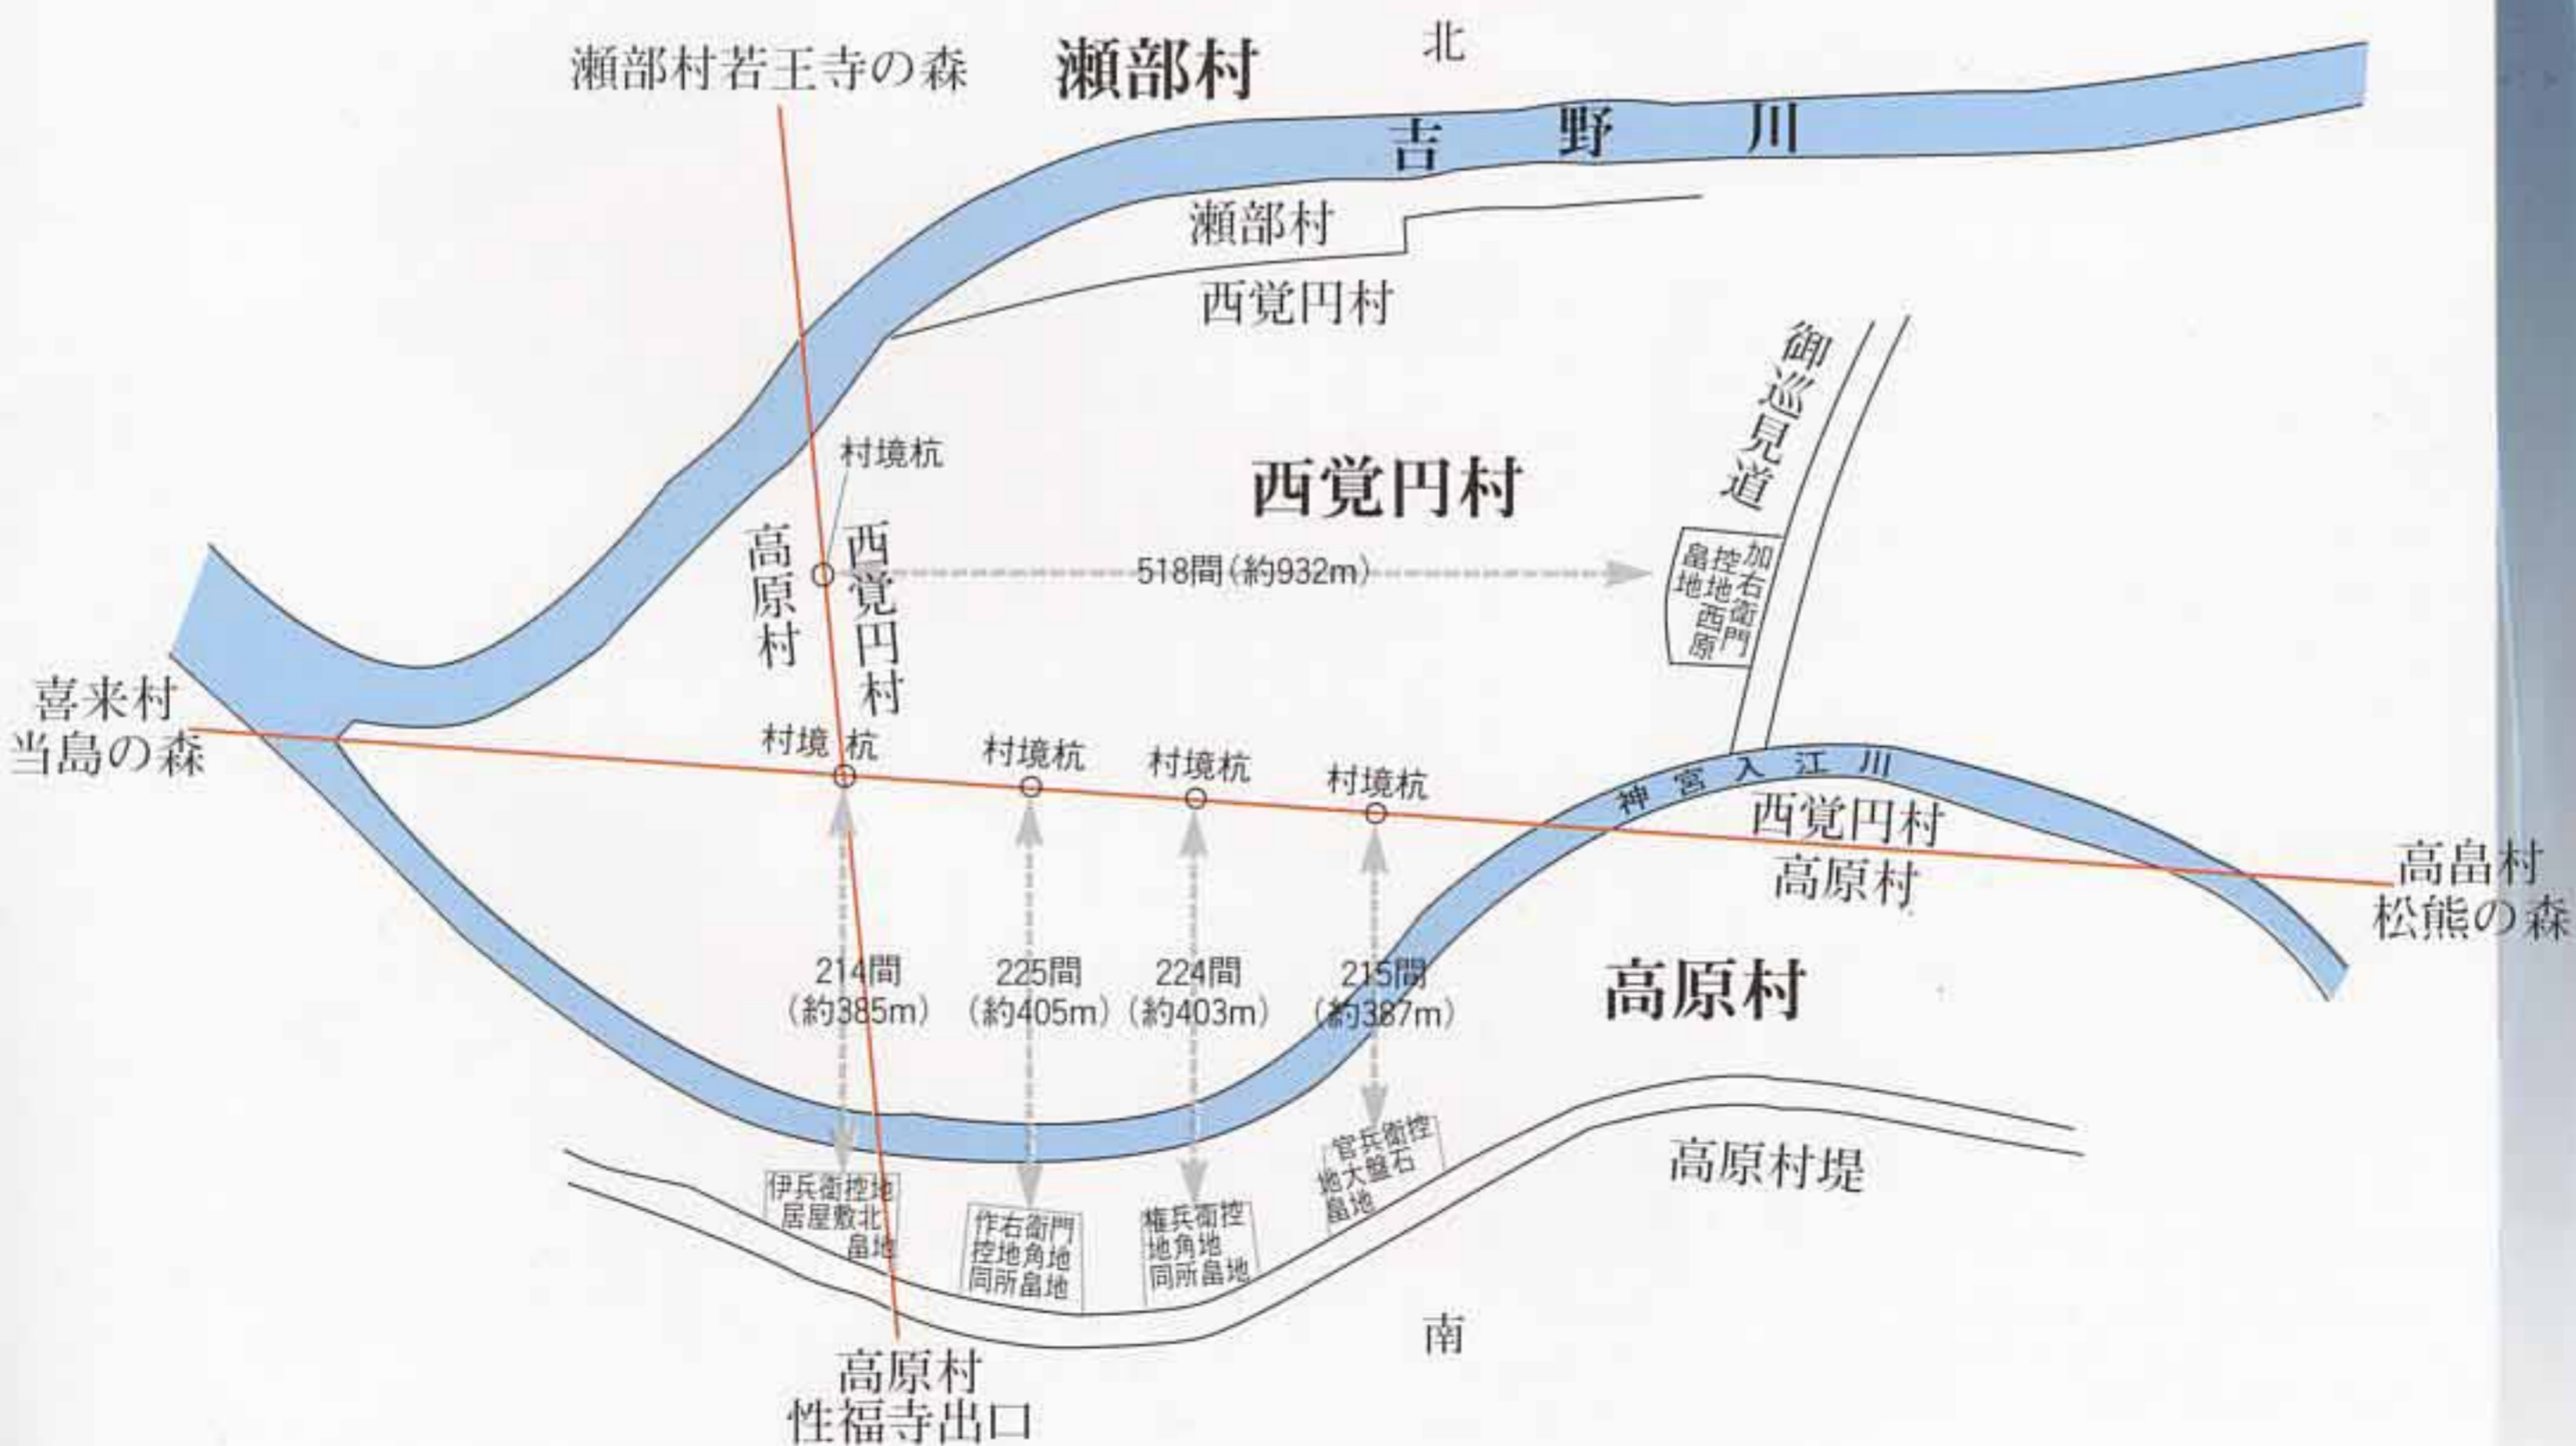 北
瀬部村若王寺の森
瀬部村
吉野川
瀬部村
西覚円村
御巡見道
村境杭
西覚円村
高原村
西覚円村
518間（約932m）
加右衛門
控地西原
畠地
喜来村
当島の森
村境杭
村境杭
村境杭
村境杭
神宮入江川
西覚円村
高原村
高畠村
松熊の森
214間
（約385m）
225間
（約405m）
224間
（約403m）
215間
（約387m）
高原村
伊兵衛控地
居屋敷北
畠地
作右衛門
控地角地
同所畠地
権兵衛控
地角地
同所畠地
官兵衛控
地大盤石
畠地
高原村堤
南
高原村
性福寺出口